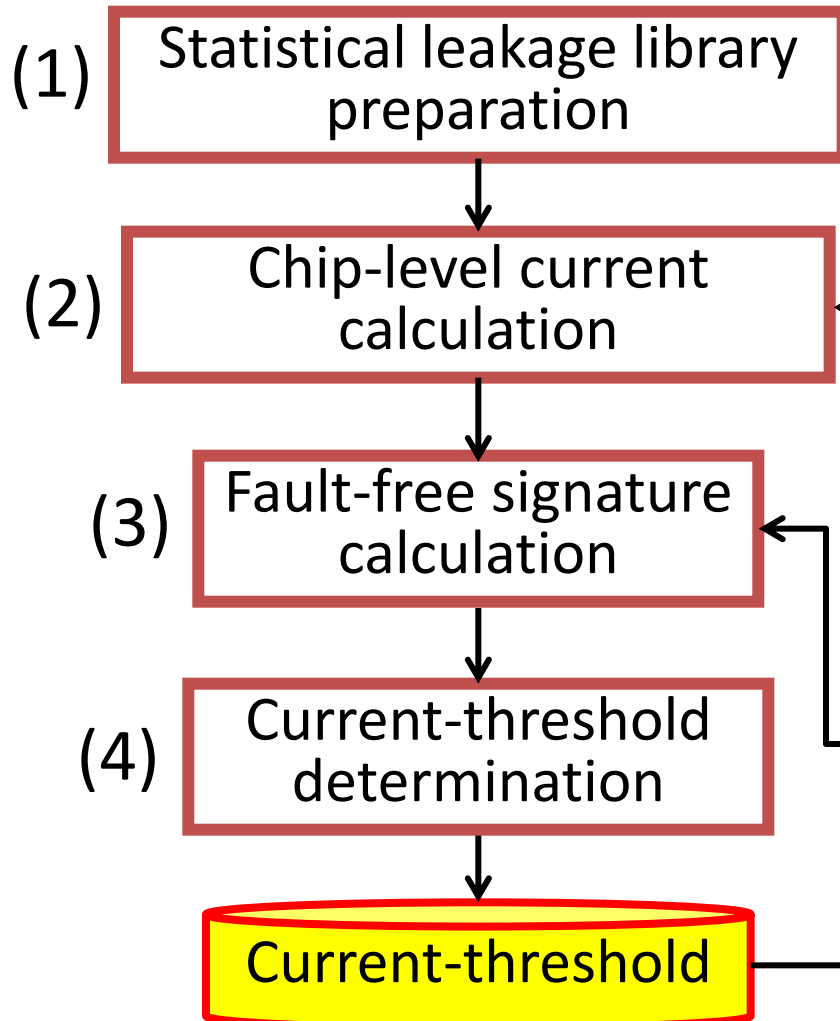 (1)
Statistical leakage library
preparation
(2)
Chip-level current
calculation
(3)
Fault-free signature
calculation
(4)
Current-threshold
determination
Current-threshold